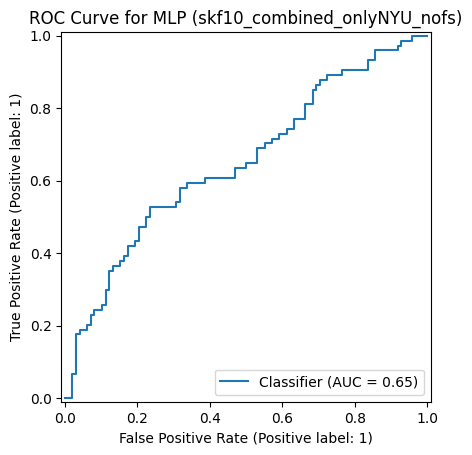 ROC Curve for MLP (skf10_combined_onlyNYU_nofs)
1.0
0.8
0.6
0.4
0.2
0.0
True Positive Rate (Positive label: 1)
Classifier (AUC = 0.65)
0.0 0.2 0.4 0.6 0.8 1.0
False Positive Rate (Positive label: 1)